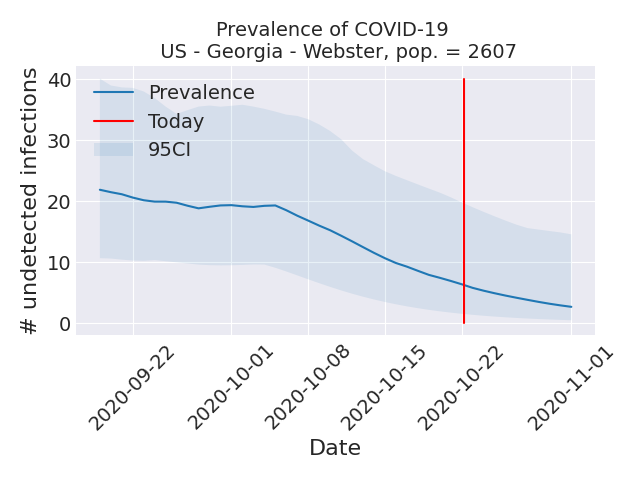 Prevalence of COVID-19
US - Georgia - Webster, pop. = 2607
# undetected infections
40
30
20
10
0
Prevalence
Today
95CI
2020-09-22
2020-10-01
2020-10-08
2020-10-15
2020-10-22
2020-11-01
Date